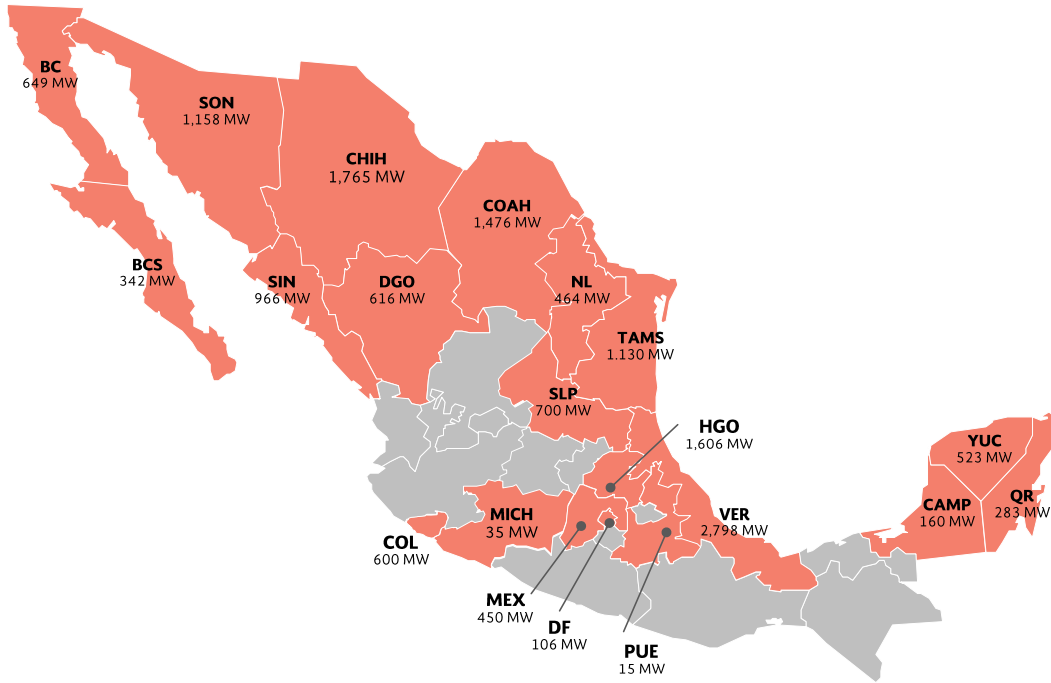 BC
649 MW
SON
1,158 MW
CHIH
1,765 MW
COAH
1,476 MW
BCS
342 MW
SIN
966 MW
DGO
616 MW
NL
464 MW
TAMS
1.130 MW
SLP
700 MW
HGO
1,606 MW
YUC
523 MW
CAMP
160 MW
QR
283 MW
MICH
35 MW
VER
2,798 MW
COL
600 MW
MEX
450 MW
DF
106 MW
PUE
15 MW